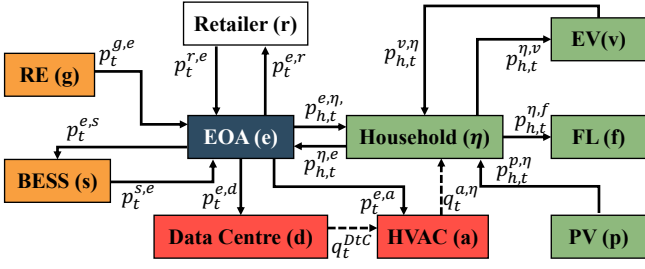 Retailer (r)
EV(v)
RE (g)
p_t^{g,e}
p_t^{r,e}
p_t^{e,r}
p_{h,t}^{v,η}
p_{h,t}^{η,v}
p_t^{e,s}
EOA (e)
p_{h,t}^{e,η,}
Household (η)
p_{h,t}^{η,f}
FL (f)
p_{h,t}^{η,e}
p_{h,t}^{p,η}
BESS (s)
p_t^{s,e}
p_t^{e,d}
p_t^{e,a}
q_t^{a,η}
Data Centre (d)
q_t^{DtC}
HVAC (a)
PV (p)